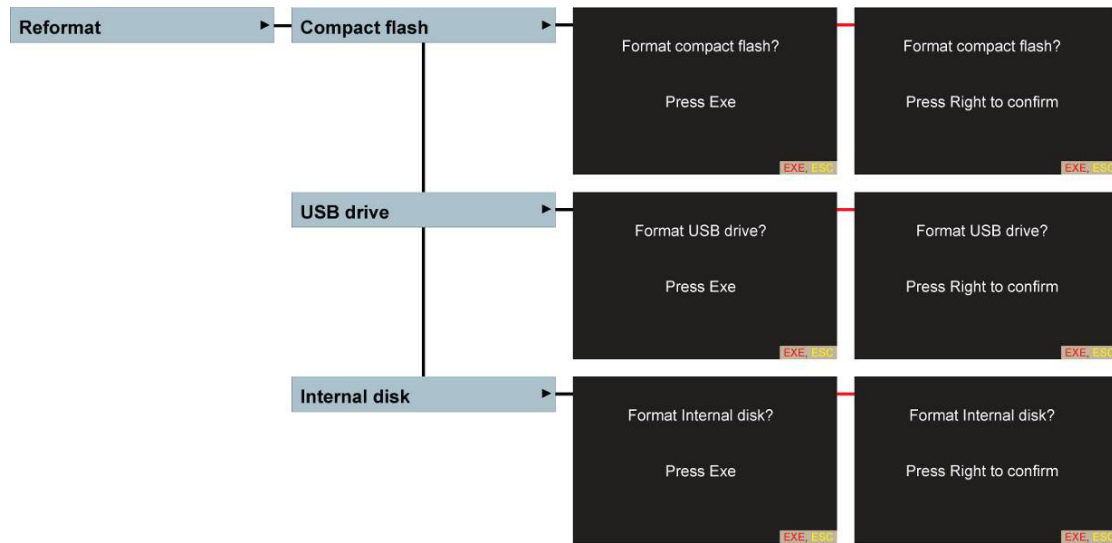 Reformat
Compact flash
Format compact flash?
Press Exe
EXE, ESC
Format compact flash?
Press Right to confirm
EXE, ESC
USB drive
Format USB drive?
Press Exe
EXE, ESC
Format USB drive?
Press Right to confirm
EXE, ESC
Internal disk
Format Internal disk?
Press Exe
EXE, ESC
Format Internal disk?
Press Right to confirm
EXE, ESC